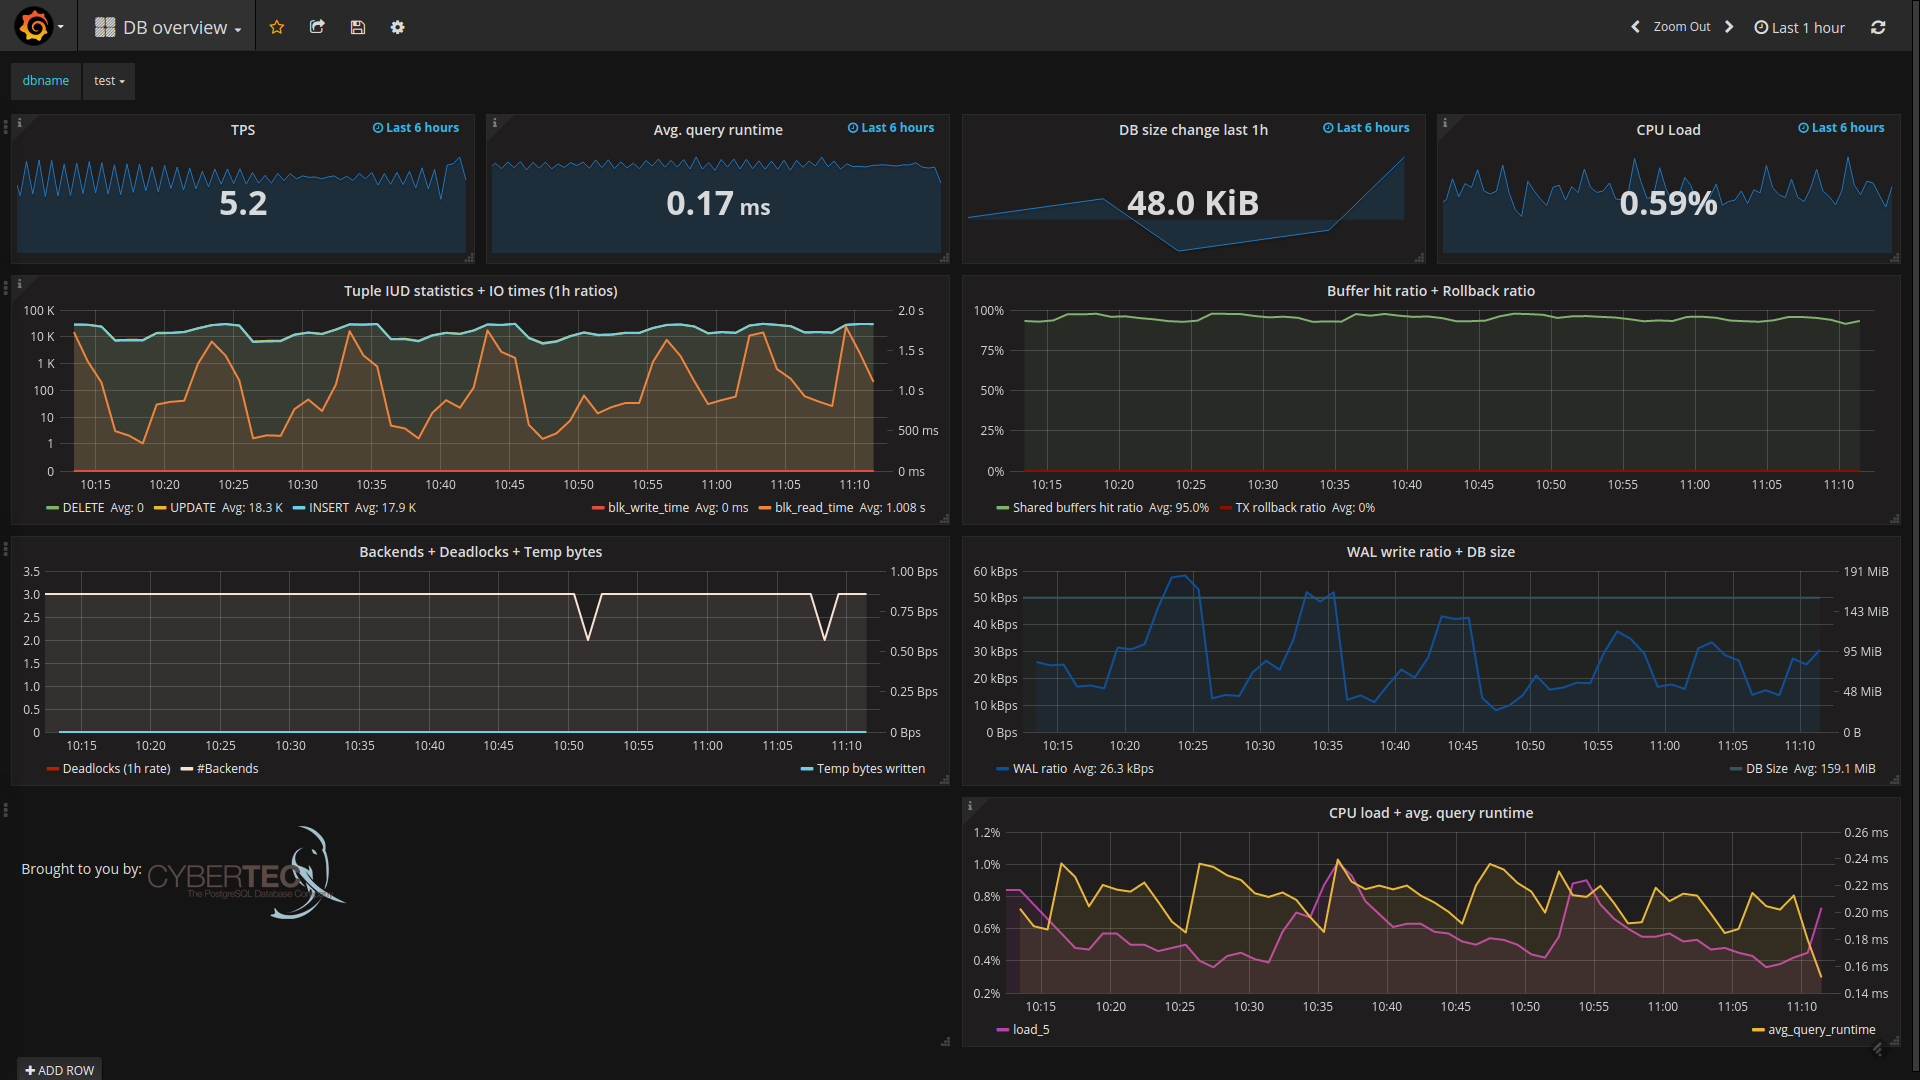 DB overview
Zoom Out
Last 1 hour
dbname
test
TPS
Last 6 hours
5.2
Avg. query runtime
Last 6 hours
0.17 ms
DB size change last 1h
Last 6 hours
48.0 KiB
CPU Load
Last 6 hours
0.59%
Tuple IUD statistics + IO times (1h ratios)
100 K
10 K
1 K
100
10
1
0
2.0 s
1.5 s
1.0 s
500 ms
0 ms
10:15 10:20 10:25 10:30 10:35 10:40 10:45 10:50 10:55 11:00 11:05 11:10
DELETE Avg: 0 UPDATE Avg: 18.3 K INSERT Avg: 17.9 K blk_write_time Avg: 0 ms blk_read_time Avg: 1.008 s
Buffer hit ratio + Rollback ratio
100%
75%
50%
25%
0%
10:15 10:20 10:25 10:30 10:35 10:40 10:45 10:50 10:55 11:00 11:05 11:10
Shared buffers hit ratio Avg: 95.0% TX rollback ratio Avg: 0%
Backends + Deadlocks + Temp bytes
3.5
3.0
2.5
2.0
1.5
1.0
0.5
0
1.00 Bps
0.75 Bps
0.50 Bps
0.25 Bps
0 Bps
10:15 10:20 10:25 10:30 10:35 10:40 10:45 10:50 10:55 11:00 11:05 11:10
Deadlocks (1h rate) #Backends Temp bytes written
WAL write ratio + DB size
60 kBps
50 kBps
40 kBps
30 kBps
20 kBps
10 kBps
0 Bps
191 MiB
143 MiB
95 MiB
48 MiB
0 B
10:15 10:20 10:25 10:30 10:35 10:40 10:45 10:50 10:55 11:00 11:05 11:10
WAL ratio Avg: 26.3 kBps DB Size Avg: 159.1 MiB
Brought to you by:
CYBERTEC
The PostgreSQL Database
CPU load + avg. query runtime
1.2%
1.0%
0.8%
0.6%
0.4%
0.2%
0.26 ms
0.24 ms
0.22 ms
0.20 ms
0.18 ms
0.16 ms
0.14 ms
10:15 10:20 10:25 10:30 10:35 10:40 10:45 10:50 10:55 11:00 11:05 11:10
load_5 avg_query_runtime
ADD ROW